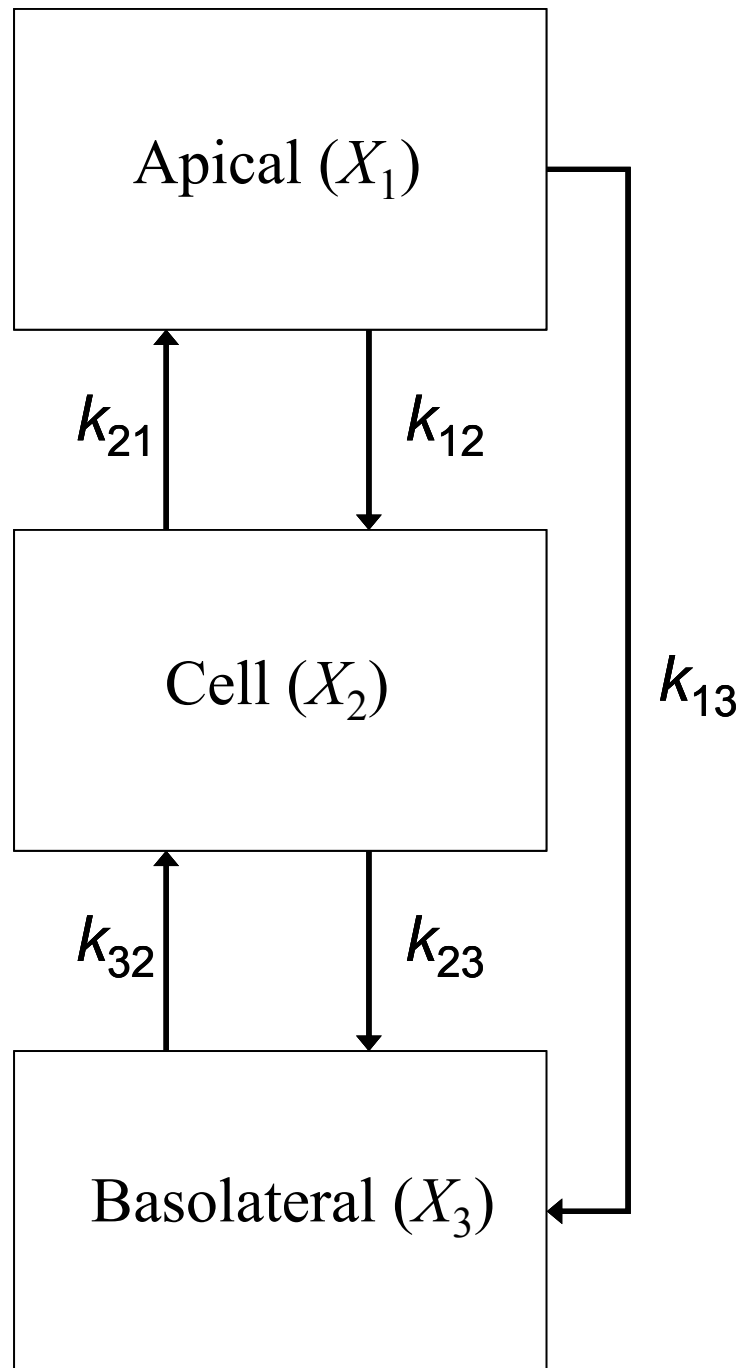 Apical (X₁)
k₂₁
k₁₂
Cell (X₂)
k₁₃
k₃₂
k₂₃
Basolateral (X₃)